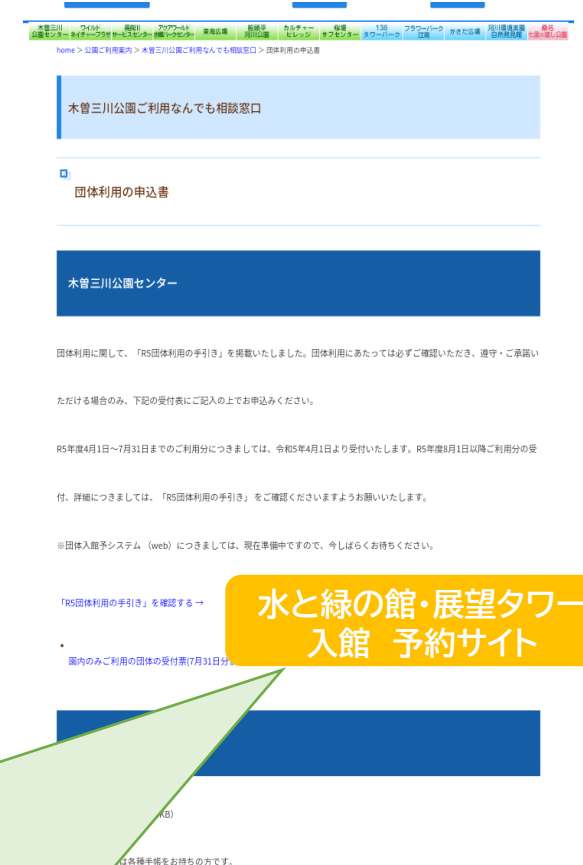 木曽三川 ワイルド 長良川 アクアワールド 東海広場 船頭平 カルチャー 桜堤 138 フラワーパーク かさだ広場 河川環境楽園 桑名
公園センター ネイチャープラザ サービスセンター 水郷パークセンター 河川公園 ビレッジ サブセンター タワーパーク 江南 自然発見館 七里の渡し公園
home > 公園ご利用案内 > 木曽三川公園ご利用なんでも相談窓口 > 団体利用の申込書
木曽三川公園ご利用なんでも相談窓口
団体利用の申込書
木曽三川公園センター
団体利用に関して、「R5団体利用の手引き」を掲載いたしました。団体利用にあたっては必ずご確認いただき、遵守・ご承諾い
ただける場合のみ、下記の受付表にご記入の上でお申込みください。
R5年度4月1日～7月31日までのご利用分につきましては、令和5年4月1日より受付いたします。R5年度8月1日以降ご利用分の受
付、詳細につきましては、「R5団体利用の手引き」 をご確認くださいますようお願いいたします。
※団体入館予システム （web）につきましては、現在準備中ですので、今しばらくお待ちください。
「R5団体利用の手引き」を確認する →
水と緑の館・展望タワー
入館 予約サイト
園内のみご利用の団体の受付票(7月31日分
KB)
は各種手帳をお持ちの方です。